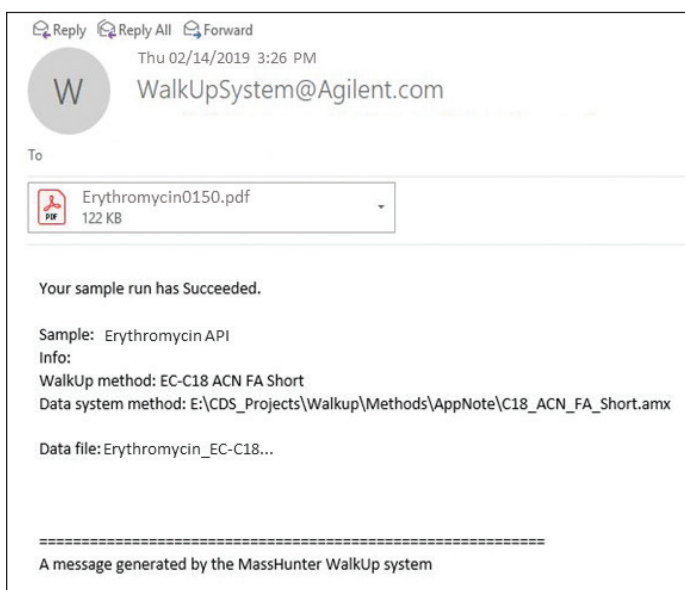 Reply Reply All Forward
Thu 02/14/2019 3:26 PM
W
WalkUpSystem@Agilent.com
To
Erythromycin0150.pdf
PDF
122 KB
Your sample run has Succeeded.
Sample: Erythromycin API
Info:
WalkUp method: EC-C18 ACN FA Short
Data system method: E:\CDS_Projects\Walkup\Methods\AppNote\C18_ACN_FA_Short.amx
Data file: Erythromycin_EC-C18...
============================================================
A message generated by the MassHunter WalkUp system